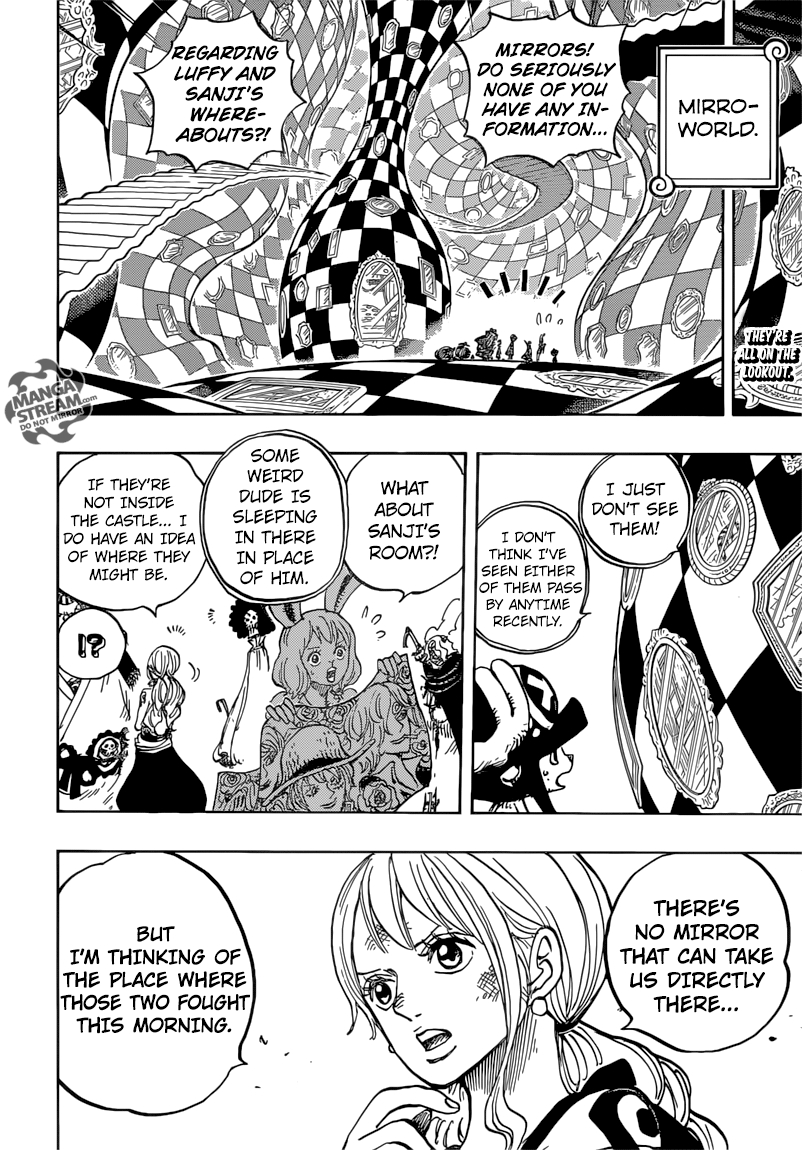 MIRRO-
WORLD.
MIRRORS!
DO SERIOUSLY
NONE OF YOU
HAVE ANY IN-
FORMATION...
REGARDING
LUFFY AND
SANJI'S
WHERE-
ABOUTS?!
THEY'RE
ALL ON THE
LOOKOUT.
MANGA
STREAM.com
DO NOT MIRROR
I JUST
DON'T SEE
THEM!
I DON'T
THINK I'VE
SEEN EITHER
OF THEM PASS
BY ANYTIME
RECENTLY.
WHAT
ABOUT
SANJI'S
ROOM?!
SOME
WEIRD
DUDE IS
SLEEPING
IN THERE
IN PLACE
OF HIM.
IF THEY'RE
NOT INSIDE
THE CASTLE... I
DO HAVE AN IDEA
OF WHERE THEY
MIGHT BE.
!?
THERE'S
NO MIRROR
THAT CAN TAKE
US DIRECTLY
THERE...
BUT
I'M THINKING OF
THE PLACE WHERE
THOSE TWO FOUGHT
THIS MORNING.